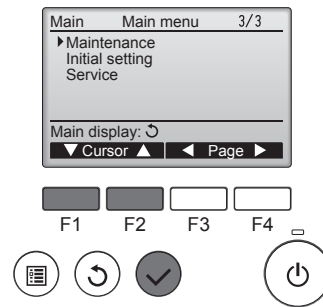 Main Main menu 3/3
Maintenance
Initial setting
Service
Main display:
Cursor Page
F1 F2 F3 F4